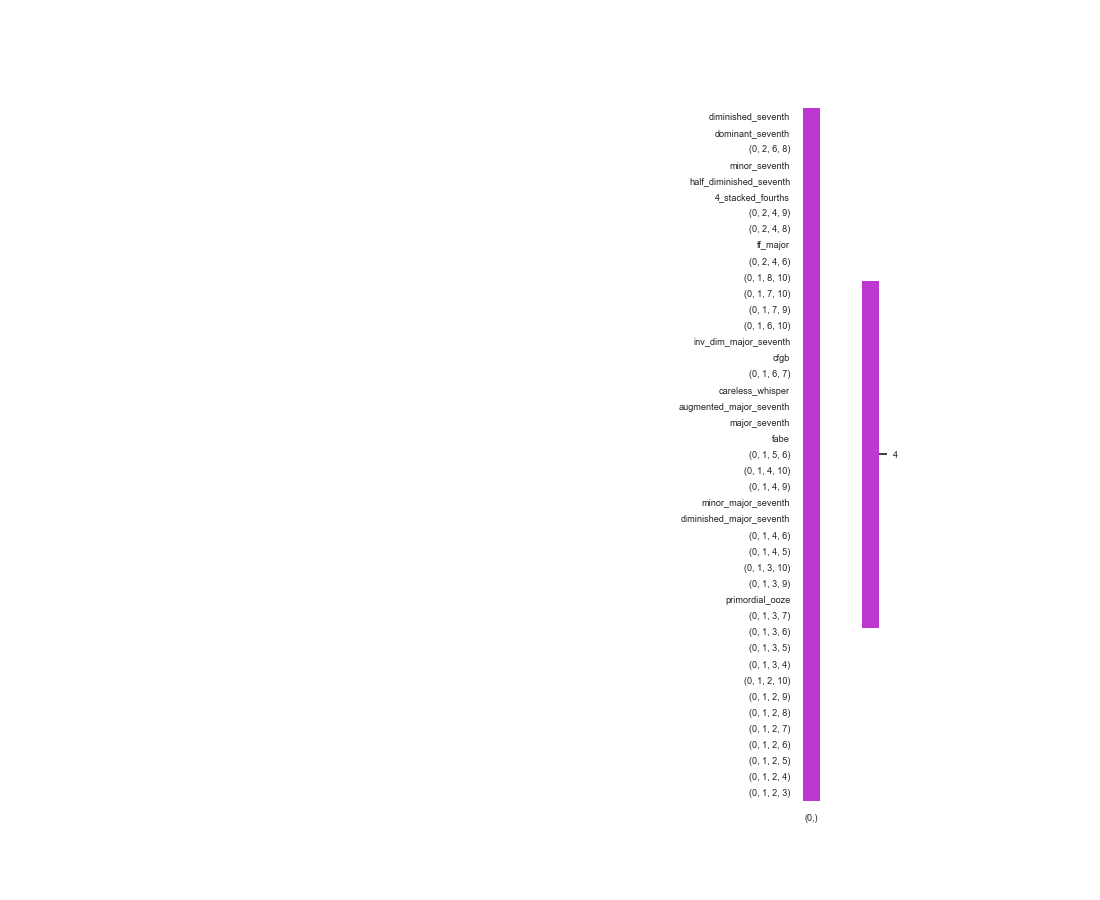 diminished_seventh
dominant_seventh
(0, 2, 6, 8)
minor_seventh
half_diminished_seventh
4_stacked_fourths
(0, 2, 4, 9)
(0, 2, 4, 8)
ff_major
(0, 2, 4, 6)
(0, 1, 8, 10)
(0, 1, 7, 10)
(0, 1, 7, 9)
(0, 1, 6, 10)
inv_dim_major_seventh
cfgb
(0, 1, 6, 7)
careless_whisper
augmented_major_seventh
major_seventh
fabe
(0, 1, 5, 6)
4
(0, 1, 4, 10)
(0, 1, 4, 9)
minor_major_seventh
diminished_major_seventh
(0, 1, 4, 6)
(0, 1, 4, 5)
(0, 1, 3, 10)
(0, 1, 3, 9)
primordial_ooze
(0, 1, 3, 7)
(0, 1, 3, 6)
(0, 1, 3, 5)
(0, 1, 3, 4)
(0, 1, 2, 10)
(0, 1, 2, 9)
(0, 1, 2, 8)
(0, 1, 2, 7)
(0, 1, 2, 6)
(0, 1, 2, 5)
(0, 1, 2, 4)
(0, 1, 2, 3)
(0,)